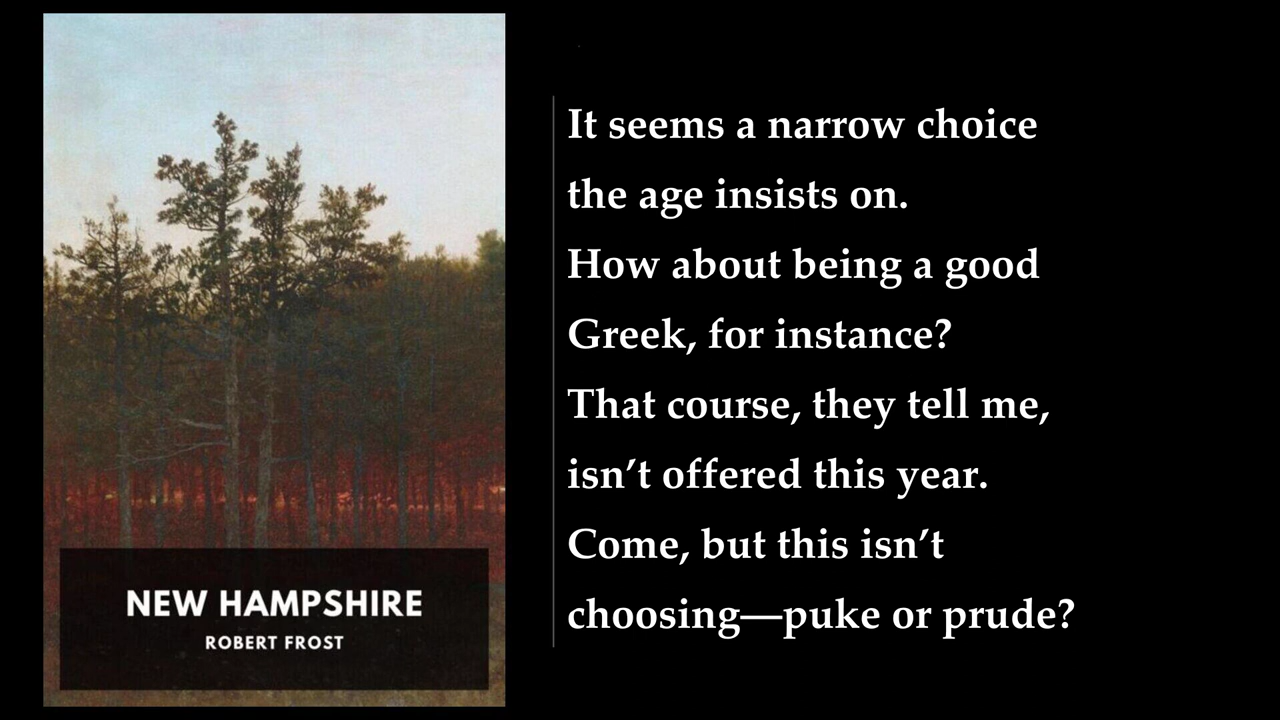 NEW HAMPSHIRE
ROBERT FROST
It seems a narrow choice
the age insists on.
How about being a good
Greek, for instance?
That course, they tell me,
isn’t offered this year.
Come, but this isn’t
choosing—puke or prude?